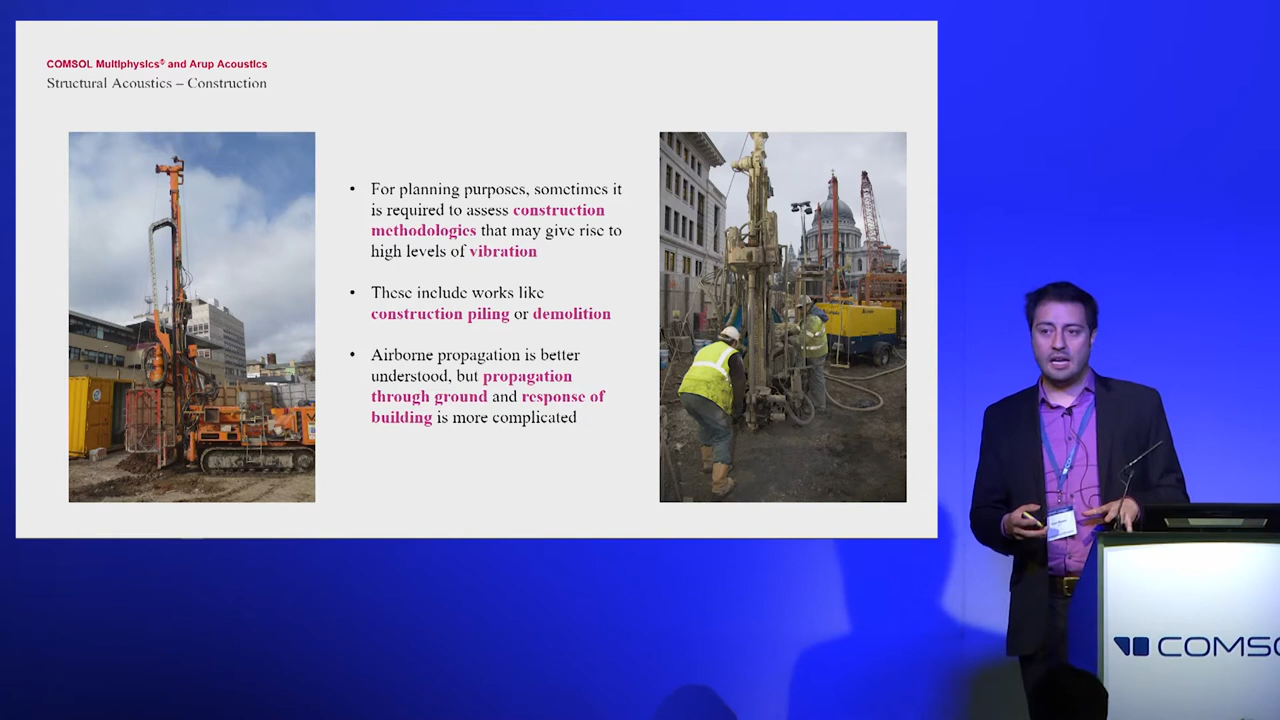 COMSOL Multiphysics® and Arup Acoustics
Structural Acoustics – Construction
• For planning purposes, sometimes it
is required to assess construction
methodologies that may give rise to
high levels of vibration
• These include works like
construction piling or demolition
• Airborne propagation is better
understood, but propagation
through ground and response of
building is more complicated
COMSO